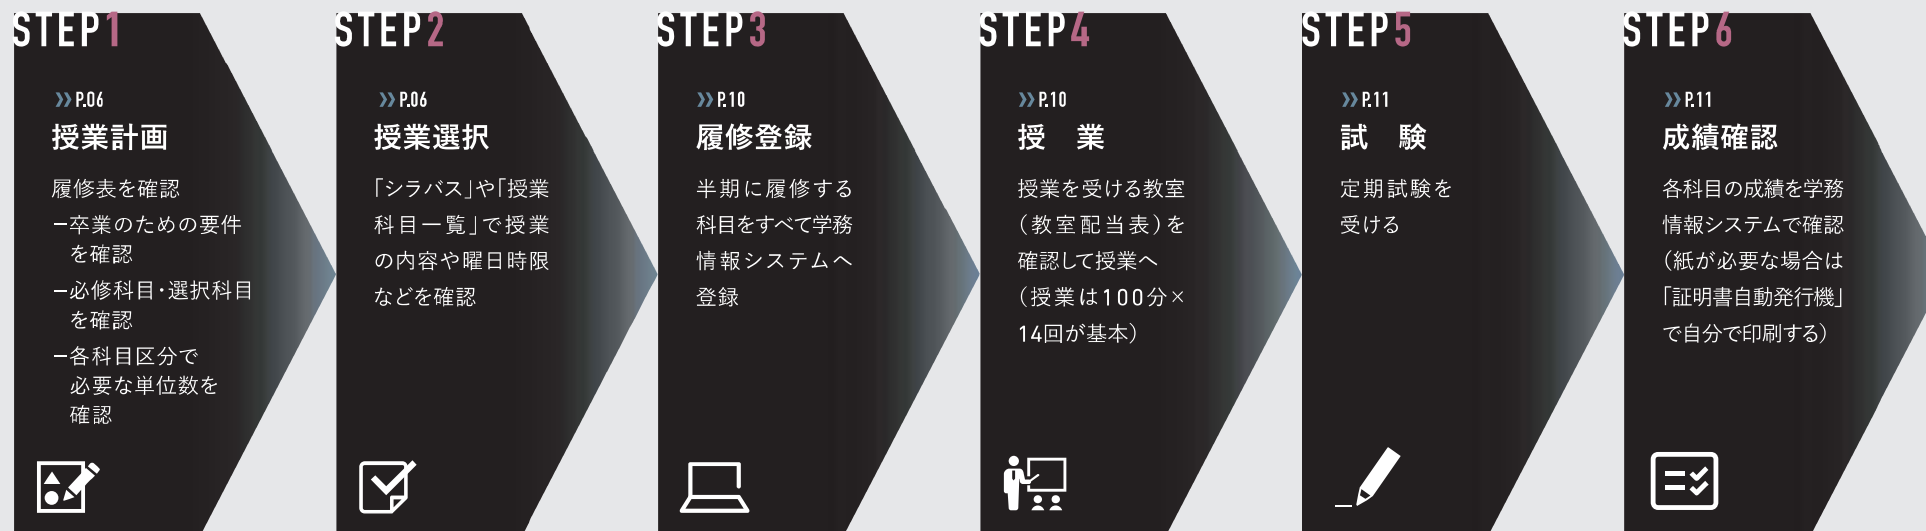 STEP1
P.06
授業計画
履修表を確認
−卒業のための要件
を確認
−必修科目・選択科目
を確認
−各科目区分で
必要な単位数を
確認
STEP2
P.06
授業選択
「シラバス」や「授業
科目一覧」で授業
の内容や曜日時限
などを確認
STEP3
P.10
履修登録
半期に履修する
科目をすべて学務
情報システムへ
登録
STEP4
P.10
授　業
授業を受ける教室
（教室配当表）を
確認して授業へ
（授業は100分×
14回が基本）
STEP5
P.11
試　験
定期試験を
受ける
STEP6
P.11
成績確認
各科目の成績を学務
情報システムで確認
（紙が必要な場合は
「証明書自動発行機」
で自分で印刷する）